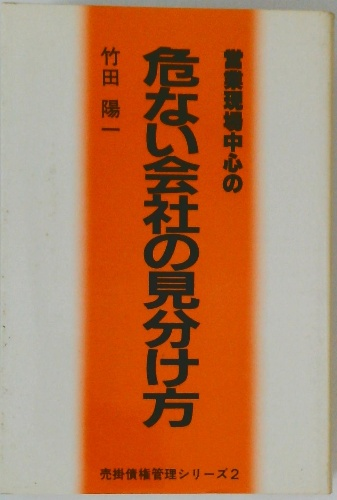 営業現場中心の
危ない会社の見分け方
竹田 陽一
売掛債権管理シリーズ2